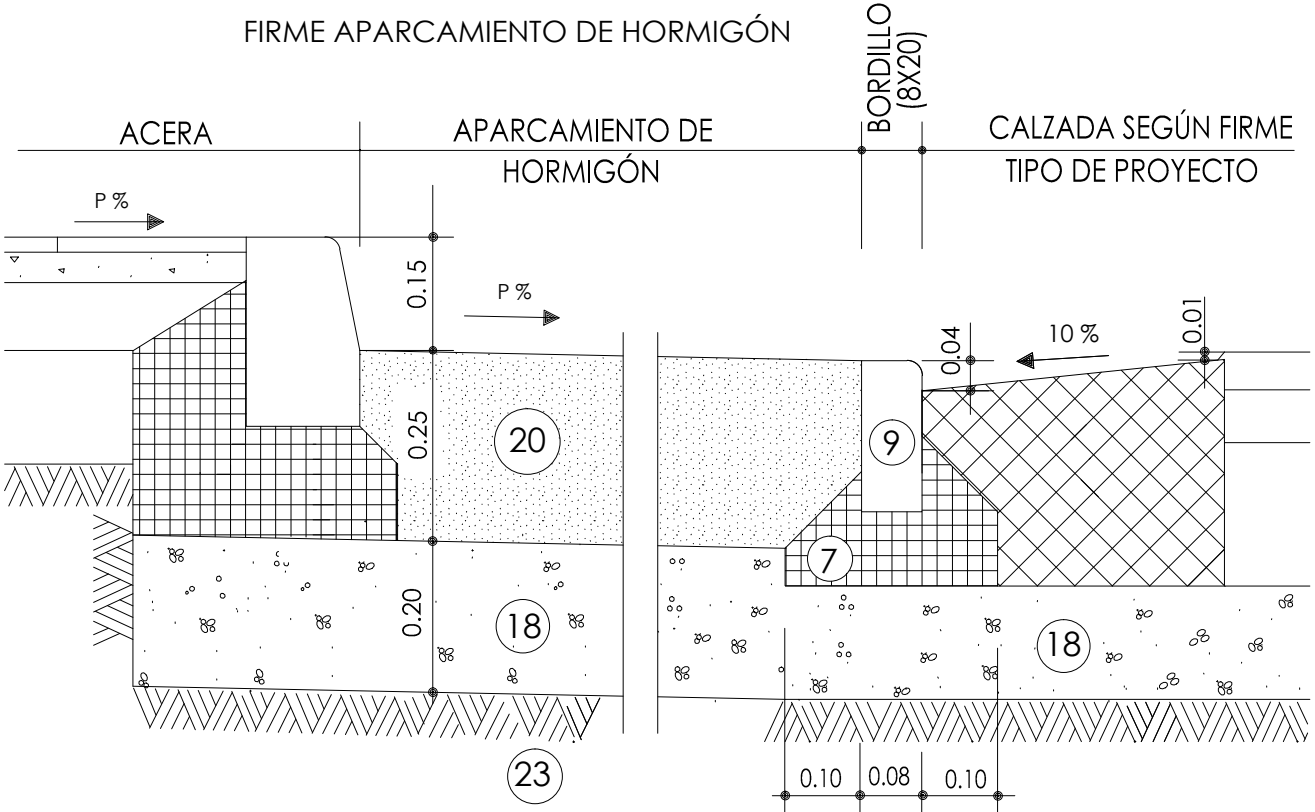 FIRME APARCAMIENTO DE HORMIGÓN
BORDILLO
(8X20)
ACERA
APARCAMIENTO DE
HORMIGÓN
CALZADA SEGÚN FIRME
TIPO DE PROYECTO
P %
P %
0.15
10 %
0.01
0.04
0.25
20
9
7
0.20
18
18
23
0.10
0.08
0.10